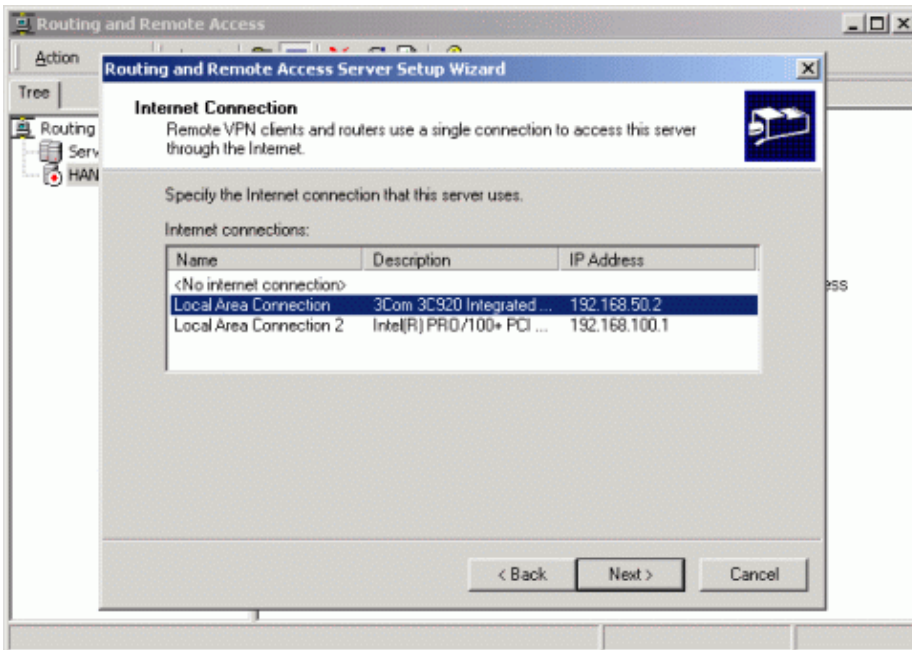 Routing and Remote Access
Action
Tree
Routing
Serv
HAN
Routing and Remote Access Server Setup Wizard
Internet Connection
Remote VPN clients and routers use a single connection to access this server
through the Internet.
Specify the Internet connection that this server uses.
Internet connections:
Name Description IP Address
<No internet connection>
Local Area Connection 3Com 3C920 Integrated ... 192.168.50.2
Local Area Connection 2 Intel(R) PRO/100+ PCI ... 192.168.100.1
ess
< Back Next > Cancel